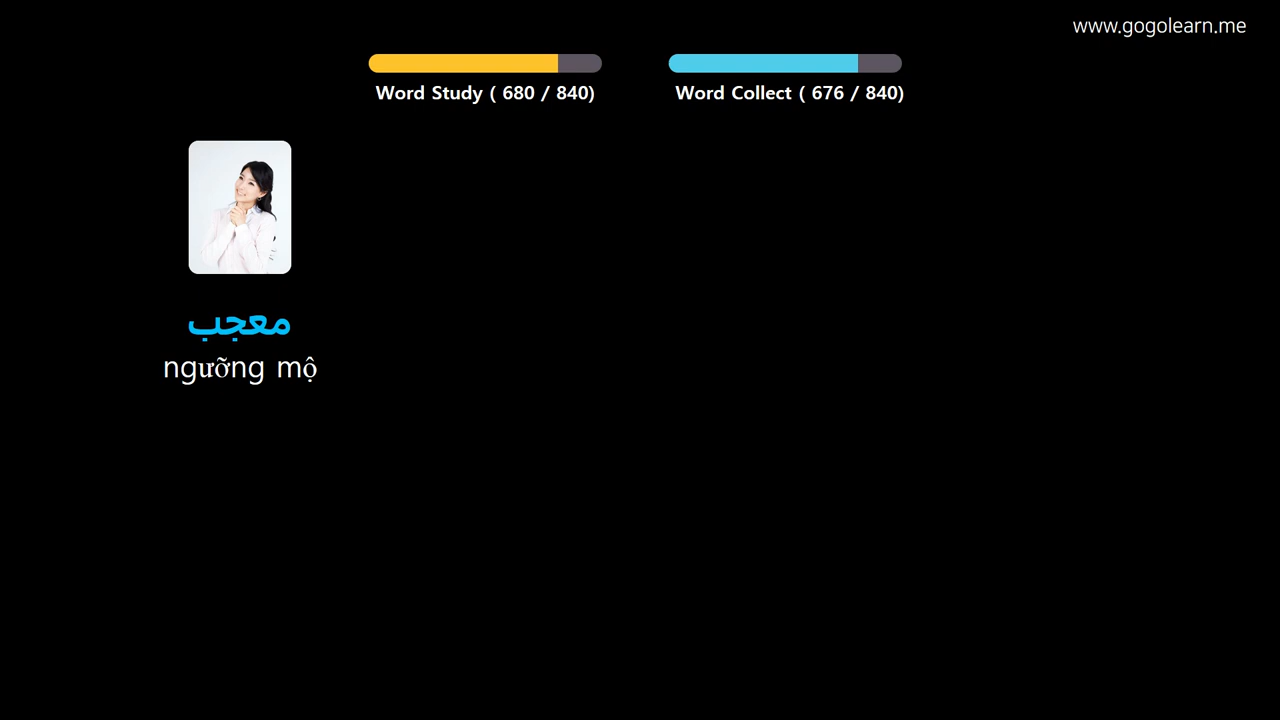 www.gogolearn.me
Word Study ( 680 / 840)
Word Collect ( 676 / 840)
معجب
ngưỡng mộ